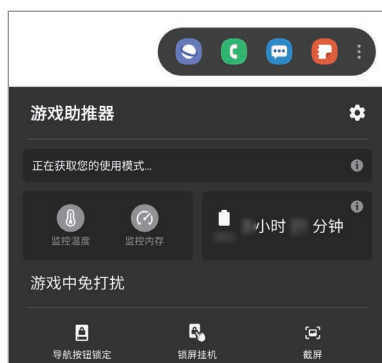 游戏助推器
正在获取您的使用模式...
监控温度 监控内存
小时 分钟
游戏中免打扰
导航按钮锁定 锁屏挂机 截屏